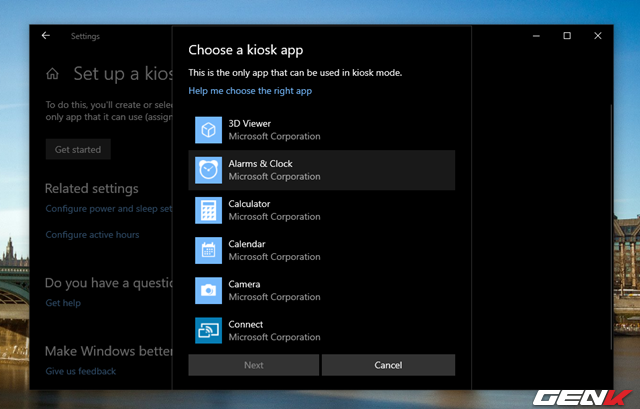 Settings
Set up a kios
To do this, you'll create or sele
only app that it can use (assign
Get started
Related settings
Configure power and sleep set
Configure active hours
Do you have a questio
Get help
Make Windows better
Give us feedback
Choose a kiosk app
This is the only app that can be used in kiosk mode.
Help me choose the right app
3D Viewer
Microsoft Corporation
Alarms & Clock
Microsoft Corporation
Calculator
Microsoft Corporation
Calendar
Microsoft Corporation
Camera
Microsoft Corporation
Connect
Microsoft Corporation
Next
Cancel
GENK